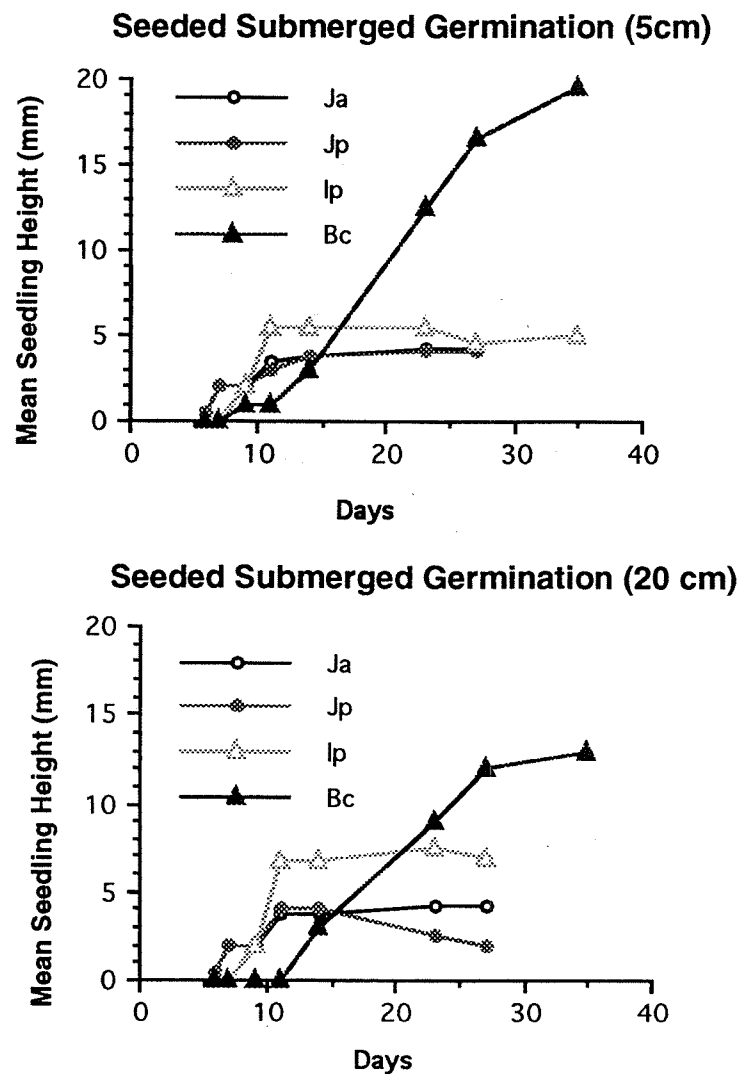 Seeded Submerged Germination (5cm)
Mean Seedling Height (mm)
20
15
10
5
0
Ja
Jp
Ip
Bc
0 10 20 30 40
Days
Seeded Submerged Germination (20 cm)
Mean Seedling Height (mm)
20
15
10
5
0
Ja
Jp
Ip
Bc
0 10 20 30 40
Days